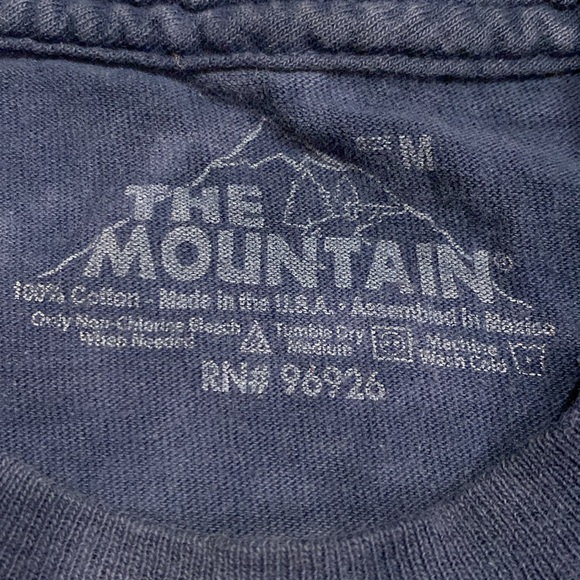 M
THE
MOUNTAIN®
100% Cotton - Made in the U.S.A. • Assembled in Mexico
Only Non-Chlorine Bleach Tumble Dry Machine
When Needed Medium Wash Cold
RN# 96926